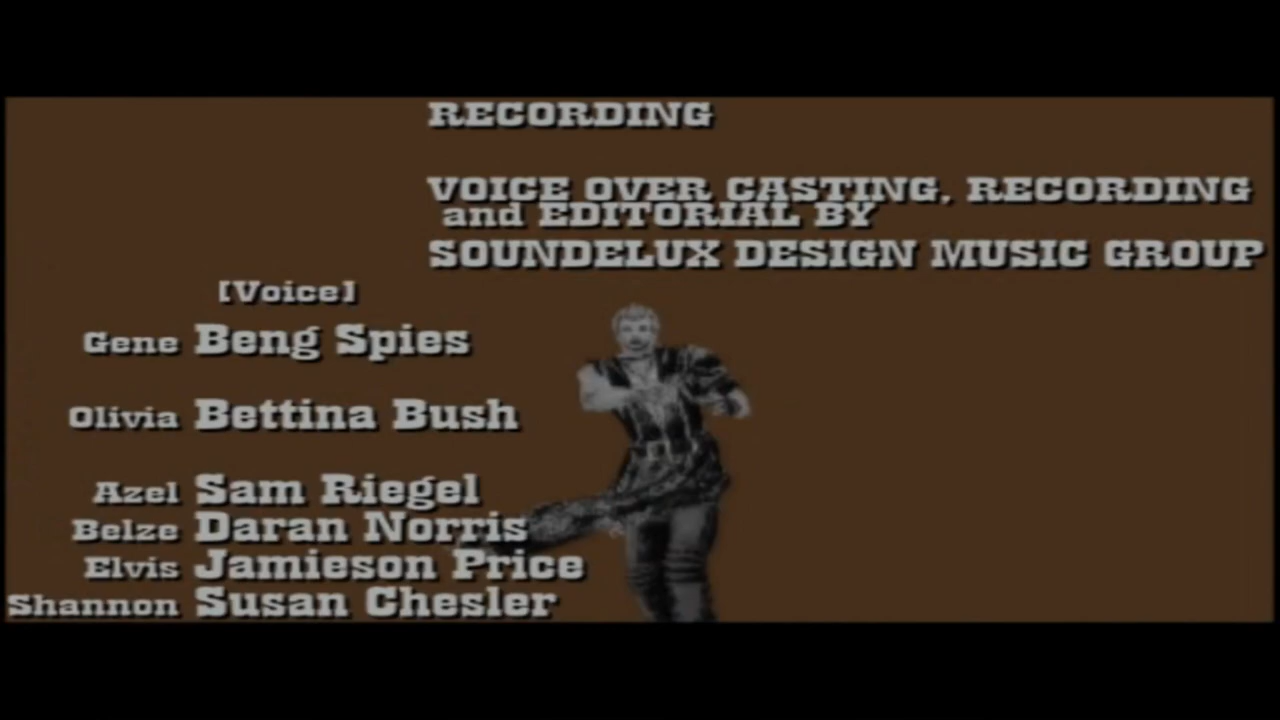 RECORDING
VOICE OVER CASTING, RECORDING
and EDITORIAL BY
SOUNDELUX DESIGN MUSIC GROUP
[Voice]
Gene Beng Spies
Olivia Bettina Bush
Azel Sam Riegel
Belze Daran Norris
Elvis Jamieson Price
Shannon Susan Chesler